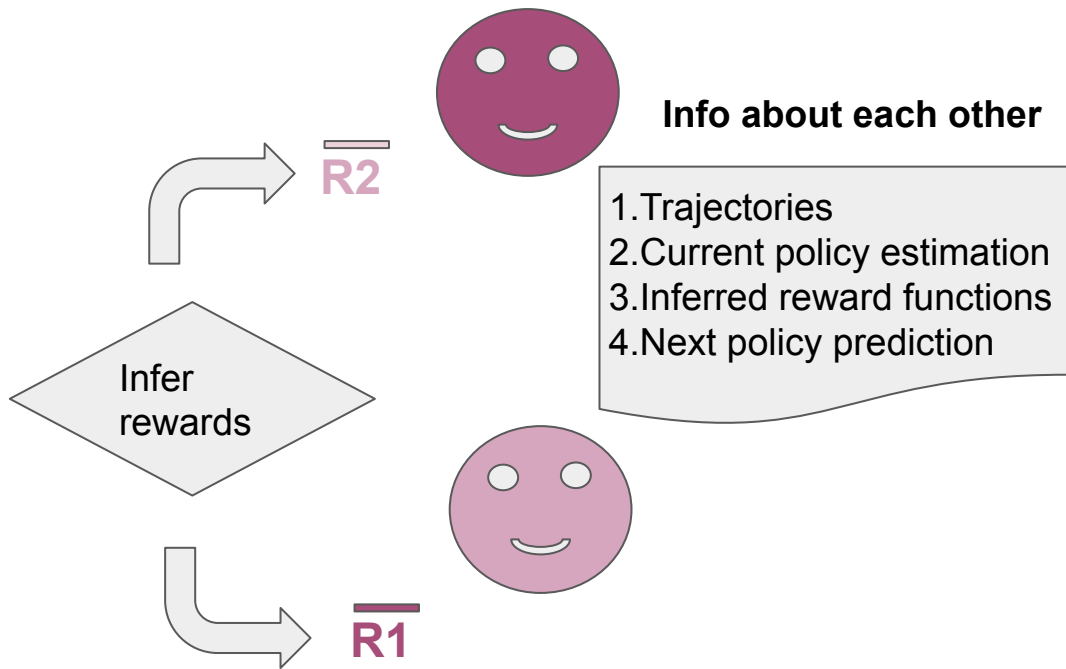 Info about each other
R2
1.Trajectories
2.Current policy estimation
3.Inferred reward functions
4.Next policy prediction
Infer
rewards
R1